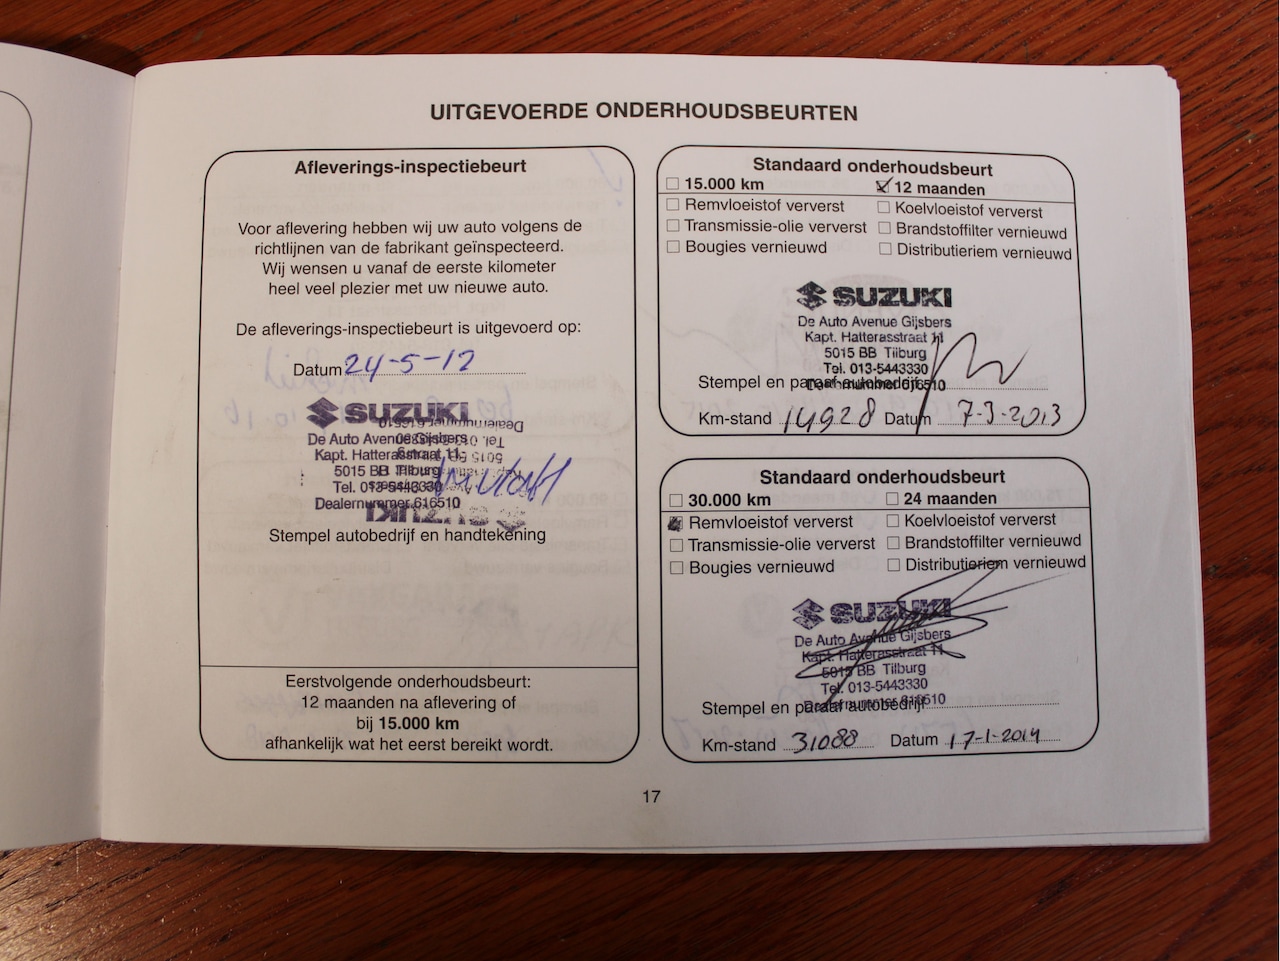 UITGEVOERDE ONDERHOUDSBEURTEN
Afleverings-inspectiebeurt
Voor aflevering hebben wij uw auto volgens de
richtlijnen van de fabrikant geïnspecteerd.
Wij wensen u vanaf de eerste kilometer
heel veel plezier met uw nieuwe auto.
De afleverings-inspectiebeurt is uitgevoerd op:
Datum 24-5-12
SUZUKI
De Auto Avenue Gijsbers
Kapt. Hatterasstraat 11
5015 BB Tilburg
Tel. 013-5443330
Dealernummer 616510
Stempel autobedrijf en handtekening
Eerstvolgende onderhoudsbeurt:
12 maanden na aflevering of
bij 15.000 km
afhankelijk wat het eerst bereikt wordt.
Standaard onderhoudsbeurt
15.000 km 12 maanden
Remvloeistof ververst Koelvloeistof ververst
Transmissie-olie ververst Brandstoffilter vernieuwd
Bougies vernieuwd Distributieriem vernieuwd
SUZUKI
De Auto Avenue Gijsbers
Kapt. Hatterasstraat 11
5015 BB Tilburg
Tel. 013-5443330
Dealernummer 616510
Stempel en paraaf autobedrijf
Km-stand 14928 Datum 7-3-2013
Standaard onderhoudsbeurt
30.000 km 24 maanden
Remvloeistof ververst Koelvloeistof ververst
Transmissie-olie ververst Brandstoffilter vernieuwd
Bougies vernieuwd Distributieriem vernieuwd
SUZUKI
De Auto Avenue Gijsbers
Kapt. Hatterasstraat 11
5015 BB Tilburg
Tel. 013-5443330
Dealernummer 616510
Stempel en paraaf autobedrijf
Km-stand 31088 Datum 17-1-2014
17